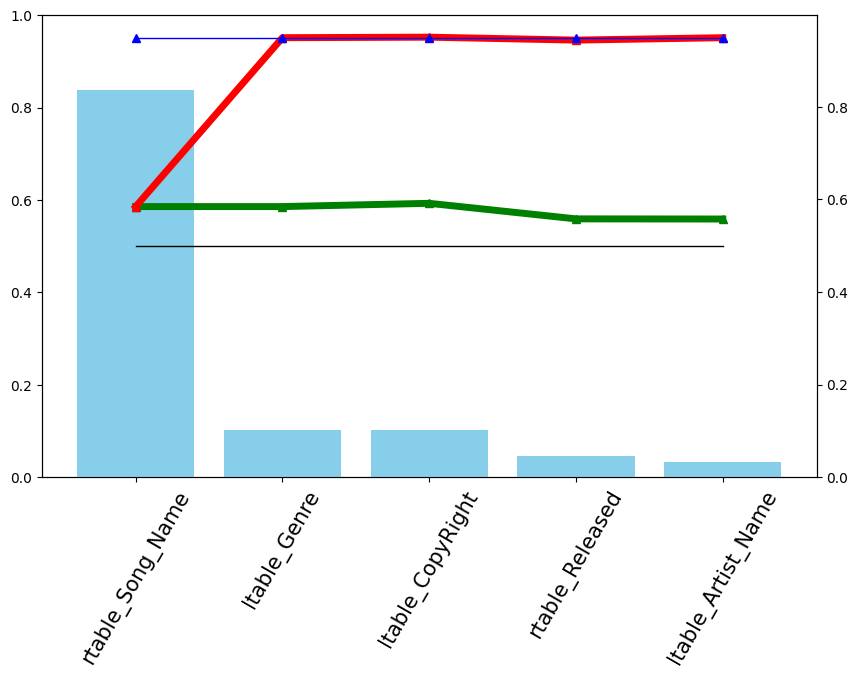 1.0
0.8
0.6
0.4
0.2
0.0
0.8
0.6
0.4
0.2
0.0
rtable_Song_Name
ltable_Genre
ltable_CopyRight
rtable_Released
ltable_Artist_Name